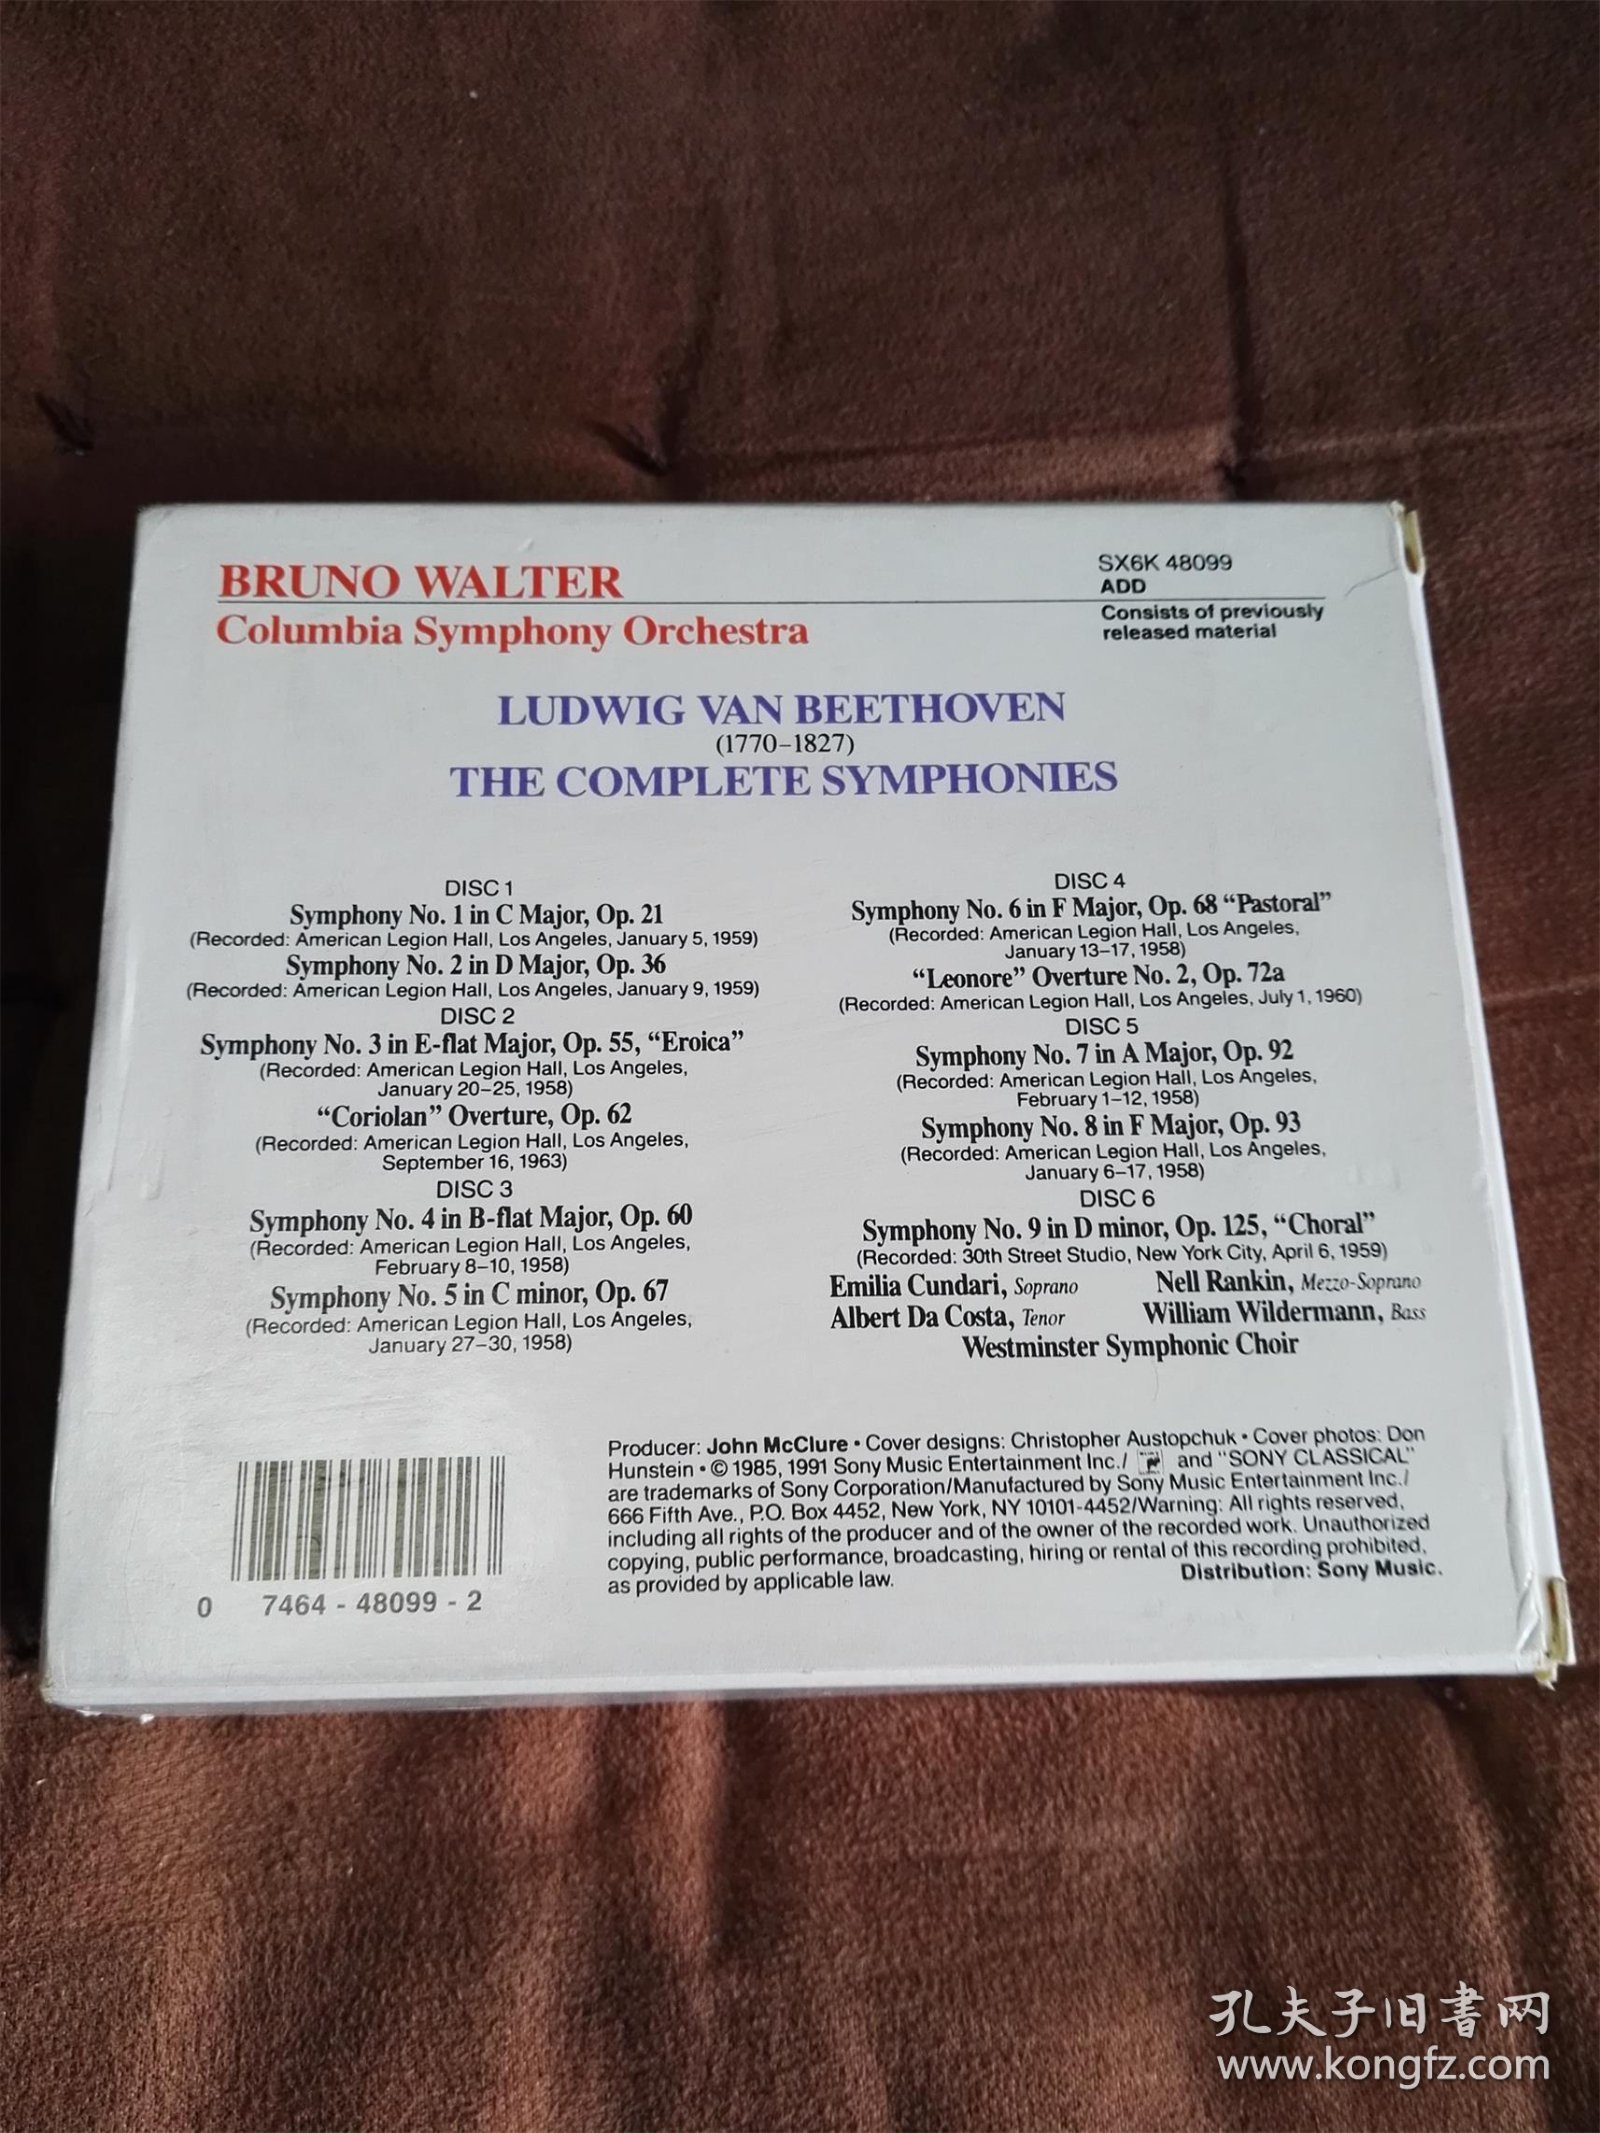 BRUNO WALTER
Columbia Symphony Orchestra
SX6K 48099
ADD
Consists of previously
released material
LUDWIG VAN BEETHOVEN
(1770–1827)
THE COMPLETE SYMPHONIES
DISC 1
Symphony No. 1 in C Major, Op. 21
(Recorded: American Legion Hall, Los Angeles, January 5, 1959)
Symphony No. 2 in D Major, Op. 36
(Recorded: American Legion Hall, Los Angeles, January 9, 1959)
DISC 2
Symphony No. 3 in E-flat Major, Op. 55, “Eroica”
(Recorded: American Legion Hall, Los Angeles,
January 20–25, 1958)
“Coriolan” Overture, Op. 62
(Recorded: American Legion Hall, Los Angeles,
September 16, 1963)
DISC 3
Symphony No. 4 in B-flat Major, Op. 60
(Recorded: American Legion Hall, Los Angeles,
February 8–10, 1958)
Symphony No. 5 in C minor, Op. 67
(Recorded: American Legion Hall, Los Angeles,
January 27–30, 1958)
DISC 4
Symphony No. 6 in F Major, Op. 68 “Pastoral”
(Recorded: American Legion Hall, Los Angeles,
January 13–17, 1958)
“Leonore” Overture No. 2, Op. 72a
(Recorded: American Legion Hall, Los Angeles, July 1, 1960)
DISC 5
Symphony No. 7 in A Major, Op. 92
(Recorded: American Legion Hall, Los Angeles,
February 1–12, 1958)
Symphony No. 8 in F Major, Op. 93
(Recorded: American Legion Hall, Los Angeles,
January 6–17, 1958)
DISC 6
Symphony No. 9 in D minor, Op. 125, “Choral”
(Recorded: 30th Street Studio, New York City, April 6, 1959)
Emilia Cundari, Soprano Nell Rankin, Mezzo-Soprano
Albert Da Costa, Tenor William Wildermann, Bass
Westminster Symphonic Choir
Producer: John McClure • Cover designs: Christopher Austopchuk • Cover photos: Don
Hunstein • © 1985, 1991 Sony Music Entertainment Inc./ and "SONY CLASSICAL"
are trademarks of Sony Corporation/Manufactured by Sony Music Entertainment Inc./
666 Fifth Ave., P.O. Box 4452, New York, NY 10101-4452/Warning: All rights reserved,
including all rights of the producer and of the owner of the recorded work. Unauthorized
copying, public performance, broadcasting, hiring or rental of this recording prohibited,
as provided by applicable law. Distribution: Sony Music.
0 7464 - 48099 - 2
孔夫子旧书网
www.kongfz.com